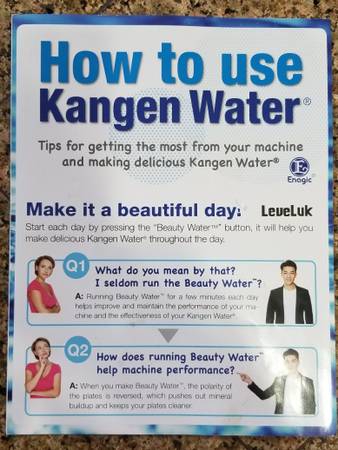 How to use
Kangen Water®
Tips for getting the most from your machine
and making delicious Kangen Water®
E
Enagic®
Make it a beautiful day! LeveLuk
Start each day by pressing the "Beauty Water™" button, it will help you
make delicious Kangen Water® throughout the day.
Q1
What do you mean by that?
I seldom run the Beauty Water™?
A: Running Beauty Water™ for a few minutes each day
helps improve and maintain the performance of your ma-
chine and the effectiveness of your Kangen Water®.
Q2
How does running Beauty Water™
help machine performance?
A: When you make Beauty Water™, the polarity of
the plates is reversed, which pushes out mineral
buildup and keeps your plates cleaner.